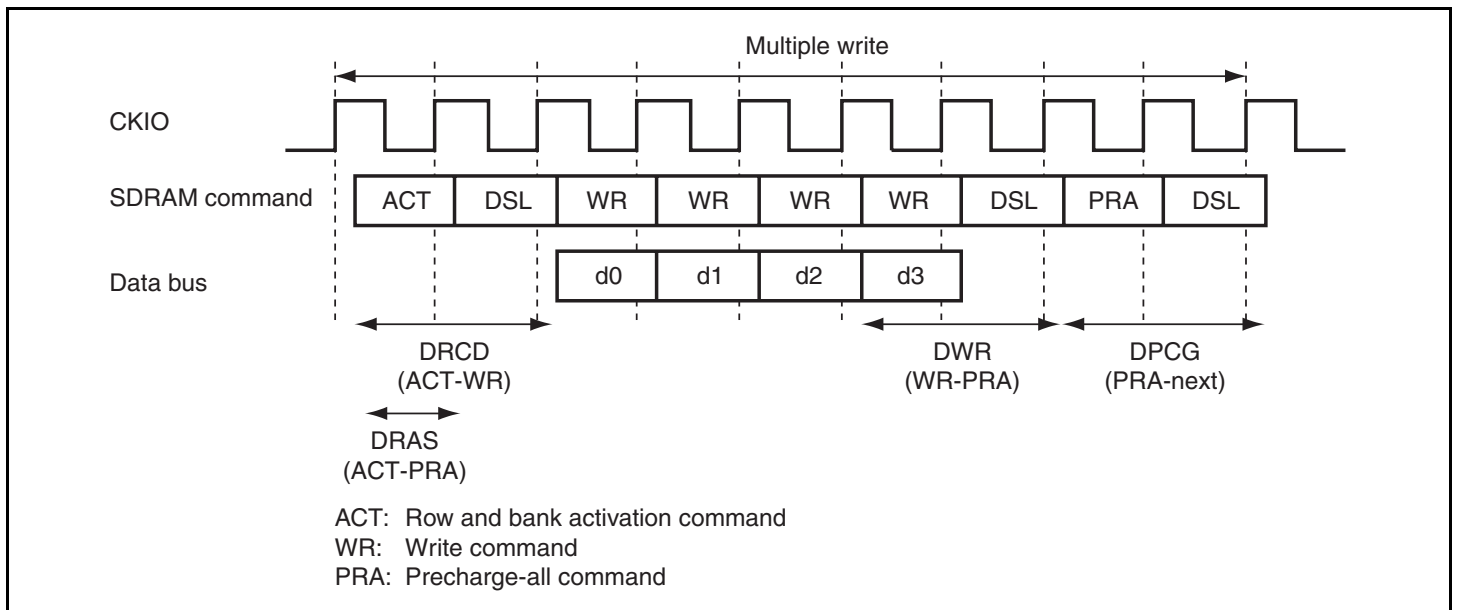 Multiple write
CKIO
SDRAM command
ACT DSL WR WR WR WR DSL PRA DSL
Data bus
d0 d1 d2 d3
DRCD
(ACT-WR)
DWR
(WR-PRA)
DPCG
(PRA-next)
DRAS
(ACT-PRA)
ACT: Row and bank activation command
WR: Write command
PRA: Precharge-all command